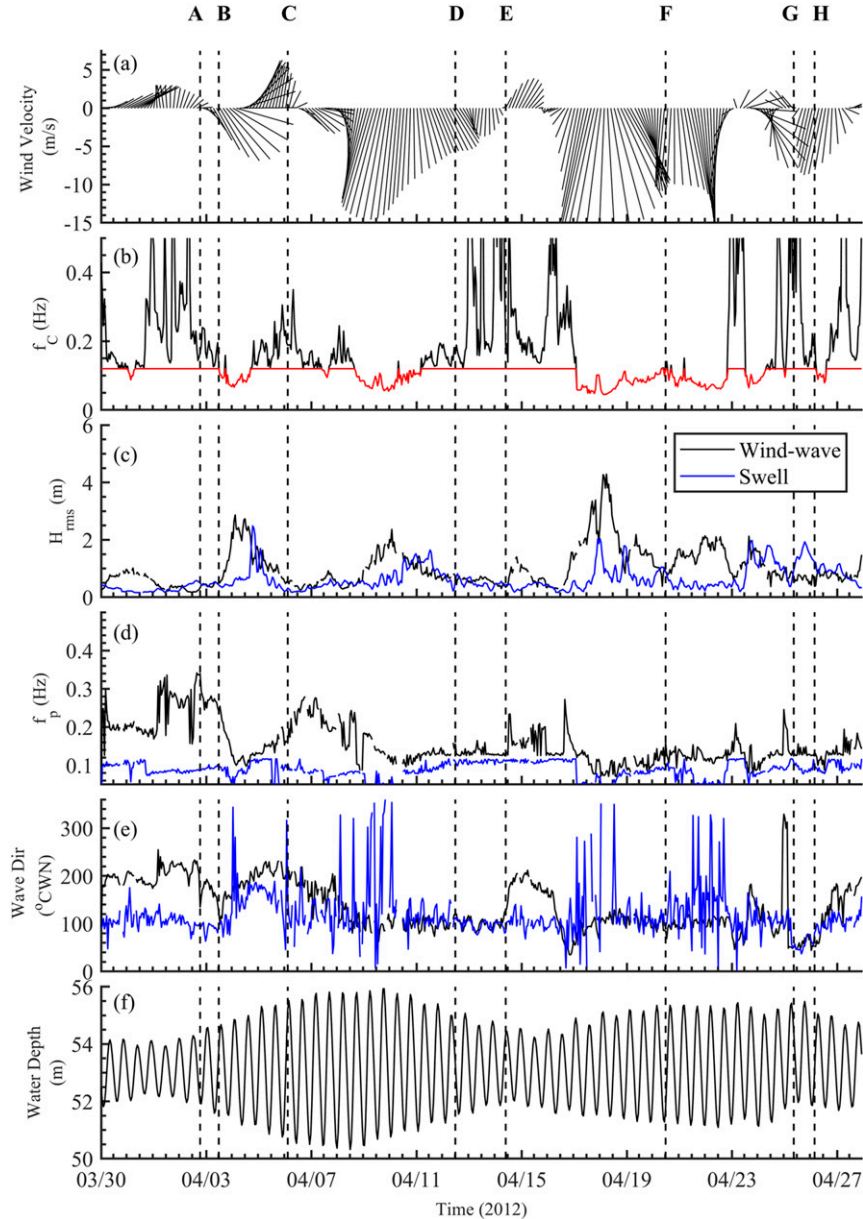 A B C D E F G H
(a)
5
0
-5
-10
-15
Wind Velocity
(m/s)
(b)
0.4
0.2
0
f_C (Hz)
(c)
6
4
2
0
H_rms (m)
Wind-wave
Swell
(d)
0.4
0.3
0.2
0.1
f_p (Hz)
(e)
300
200
100
0
Wave Dir
(°CWN)
(f)
56
54
52
50
Water Depth
(m)
03/30 04/03 04/07 04/11 04/15 04/19 04/23 04/27
Time (2012)